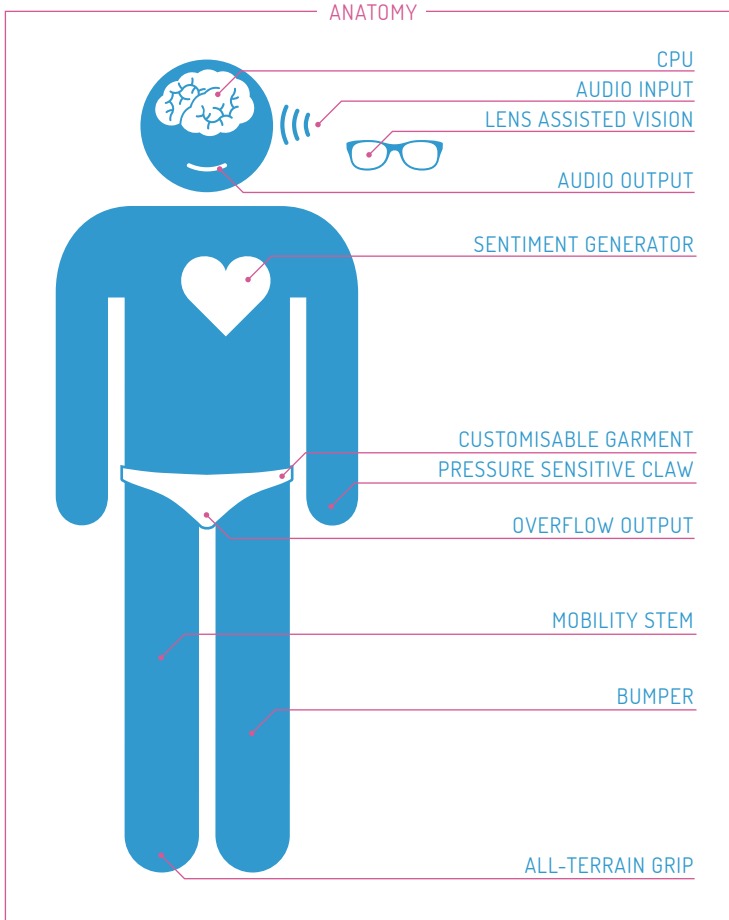 ANATOMY
CPU
AUDIO INPUT
LENS ASSISTED VISION
AUDIO OUTPUT
SENTIMENT GENERATOR
CUSTOMISABLE GARMENT
PRESSURE SENSITIVE CLAW
OVERFLOW OUTPUT
MOBILITY STEM
BUMPER
ALL-TERRAIN GRIP